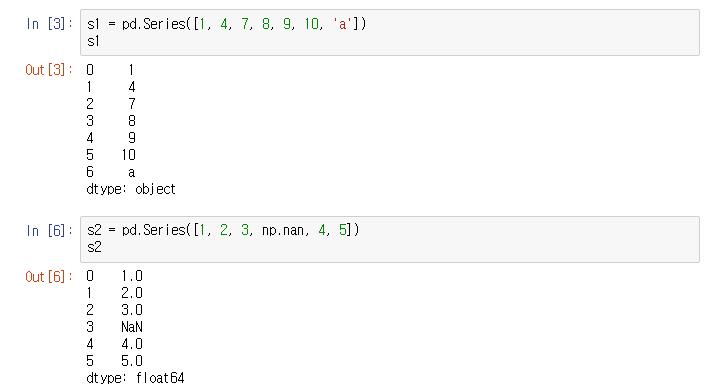 In [3]: s1 = pd.Series([1, 4, 7, 8, 9, 10, 'a'])
s1
Out[3]: 0 1
1 4
2 7
3 8
4 9
5 10
6 a
dtype: object
In [6]: s2 = pd.Series([1, 2, 3, np.nan, 4, 5])
s2
Out[6]: 0 1.0
1 2.0
2 3.0
3 NaN
4 4.0
5 5.0
dtype: float64